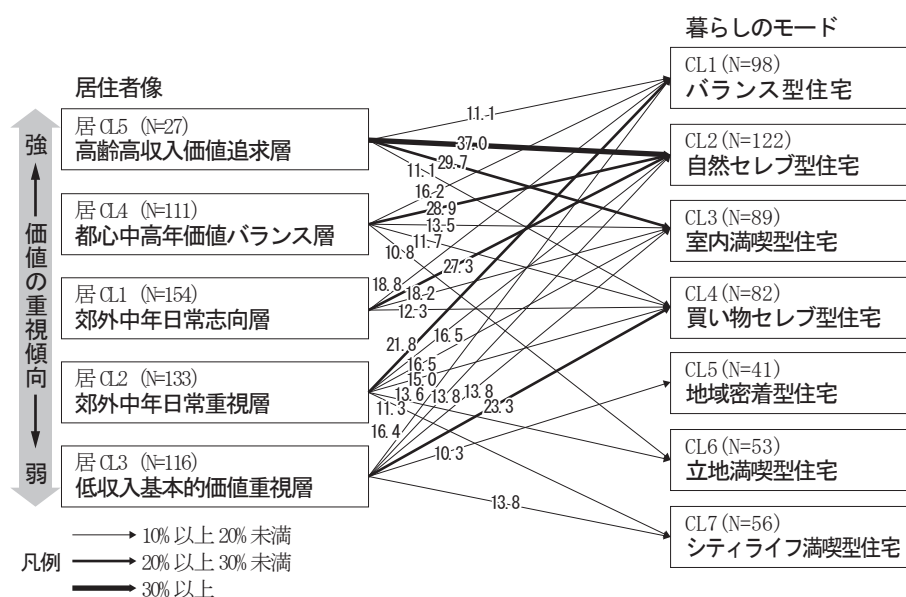 居住者像
強
価値の重視傾向
弱
居CL5 (N=27)
高齢高収入価値追求層
居CL4 (N=111)
都心中高年価値バランス層
居CL1 (N=154)
郊外中年日常志向層
居CL2 (N=133)
郊外中年日常重視層
居CL3 (N=116)
低収入基本的価値重視層
11.1
37.0
29.7
11.1
16.2
28.9
13.5
11.7
10.8
27.3
18.8
18.2
12.3
21.8
16.5
16.5
15.0
13.6
13.8
13.8
11.3
23.3
16.4
10.3
13.8
暮らしのモード
CL1(N=98)
バランス型住宅
CL2(N=122)
自然セレブ型住宅
CL3(N=89)
室内満喫型住宅
CL4(N=82)
買い物セレブ型住宅
CL5(N=41)
地域密着型住宅
CL6(N=53)
立地満喫型住宅
CL7(N=56)
シティライフ満喫型住宅
凡例
10%以上20%未満
20%以上30%未満
30%以上